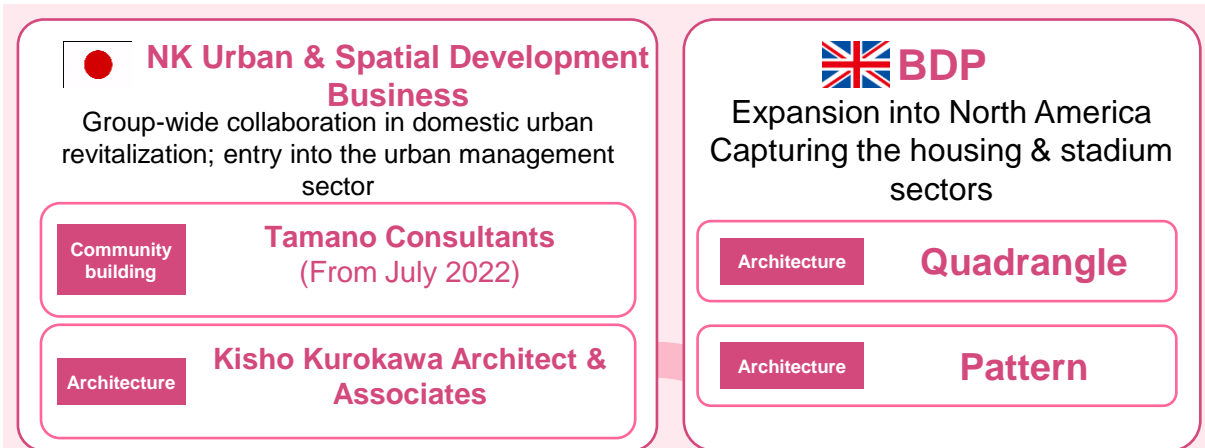 NK Urban & Spatial Development
Business
Group-wide collaboration in domestic urban
revitalization; entry into the urban management
sector
Community
building
Tamano Consultants
(From July 2022)
Architecture
Kisho Kurokawa Architect &
Associates
BDP
Expansion into North America
Capturing the housing & stadium
sectors
Architecture
Quadrangle
Architecture
Pattern